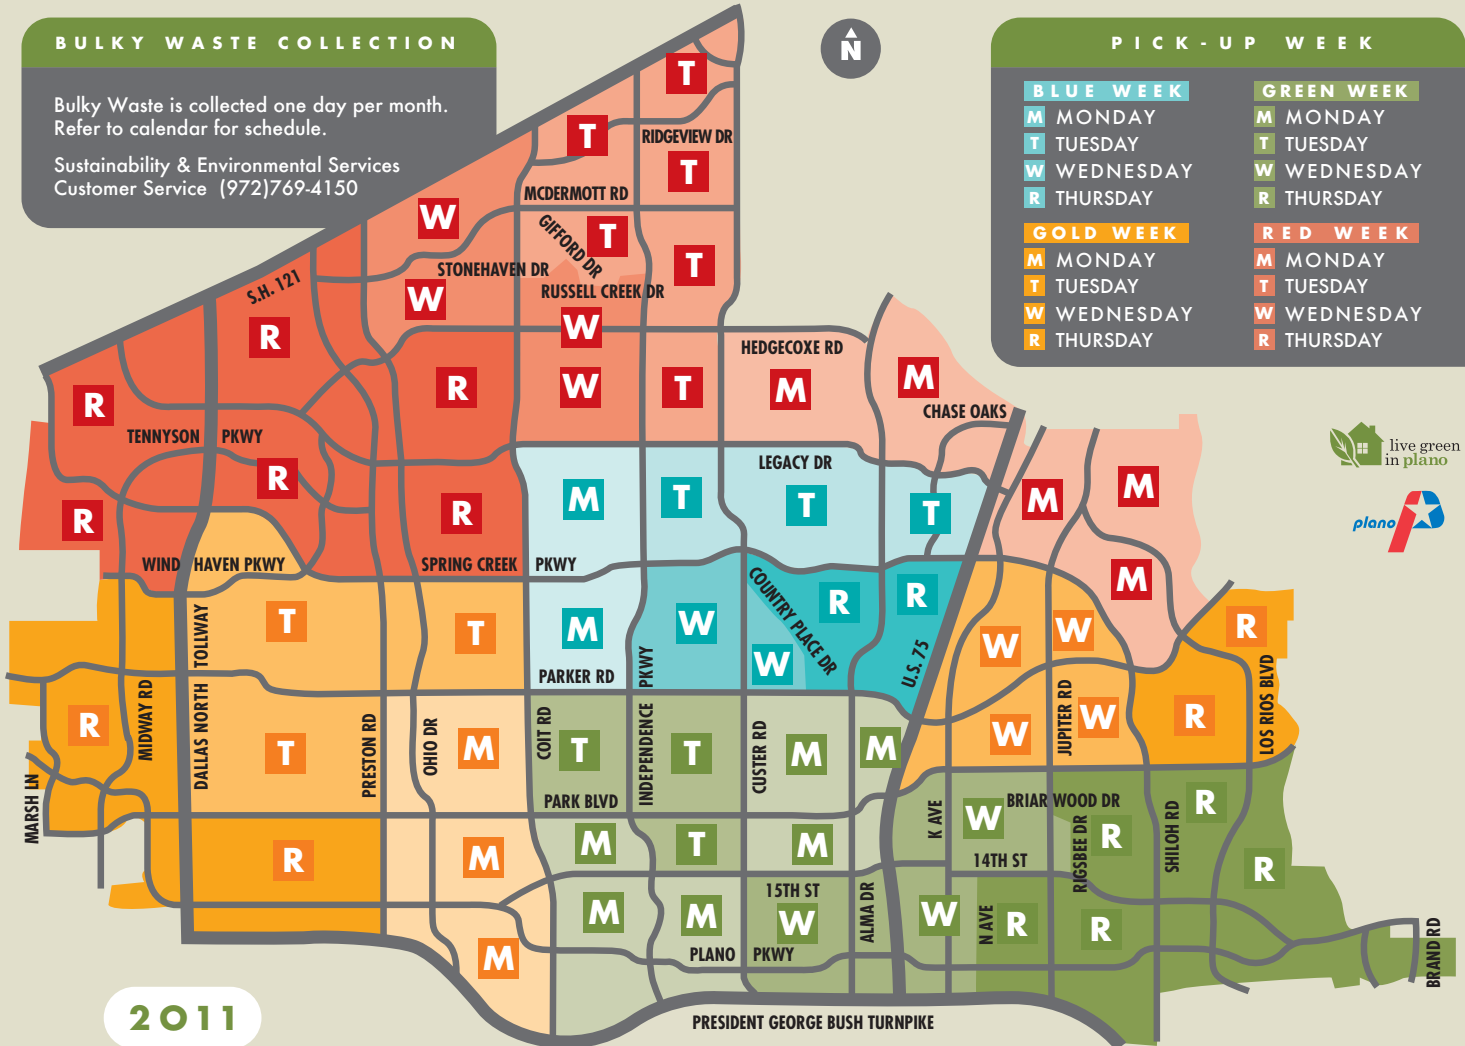 BULKY WASTE COLLECTION
Bulky Waste is collected one day per month.
Refer to calendar for schedule.
Sustainability & Environmental Services
Customer Service (972)769-4150
N
PICK-UP WEEK
BLUE WEEK
M MONDAY
T TUESDAY
W WEDNESDAY
R THURSDAY
GREEN WEEK
M MONDAY
T TUESDAY
W WEDNESDAY
R THURSDAY
GOLD WEEK
M MONDAY
T TUESDAY
W WEDNESDAY
R THURSDAY
RED WEEK
M MONDAY
T TUESDAY
W WEDNESDAY
R THURSDAY
T
T
RIDGEVIEW DR
T
MCDERMOTT RD
W
GIFFORD DR
T
T
STONEHAVEN DR
S.H. 121
W
RUSSELL CREEK DR
R
W
HEDGECOXE RD
R
W
T
M
M
CHASE OAKS
R
TENNYSON PKWY
LEGACY DR
R
M
T
T
T
M
M
R
R
WIND HAVEN PKWY
SPRING CREEK PKWY
M
COUNTRY PLACE DR
R
R
T
T
M
W
W
W
R
W
PARKER RD
PKWY
U.S. 75
DALLAS NORTH TOLLWAY
MIDWAY RD
R
T
PRESTON RD
OHIO DR
M
COIT RD
T
INDEPENDENCE
T
CUSTER RD
M
M
W
JUPITER RD
W
R
LOS RIOS BLVD
MARSH LN
PARK BLVD
K AVE
W
BRIAR WOOD DR
RIGSBEE DR
R
SHILOH RD
R
R
M
M
T
M
14TH ST
R
15TH ST
M
M
W
ALMA DR
W
N AVE
R
R
M
PLANO PKWY
BRAND RD
PRESIDENT GEORGE BUSH TURNPIKE
2011
live green
in plano
plano